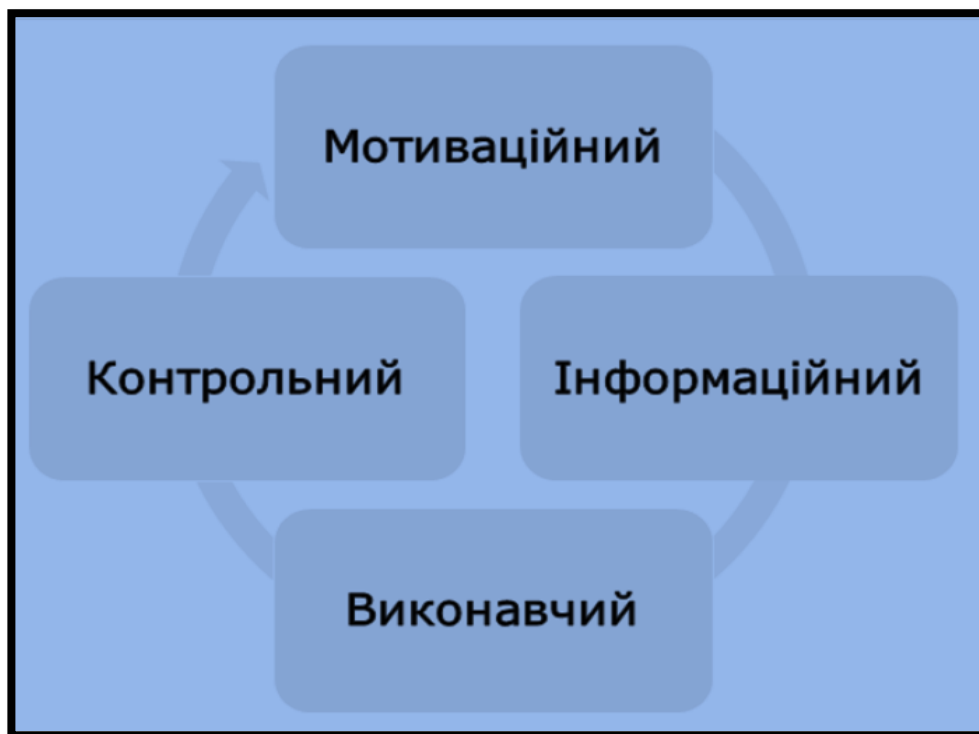 Мотиваційний
Контрольний
Інформаційний
Виконавчий